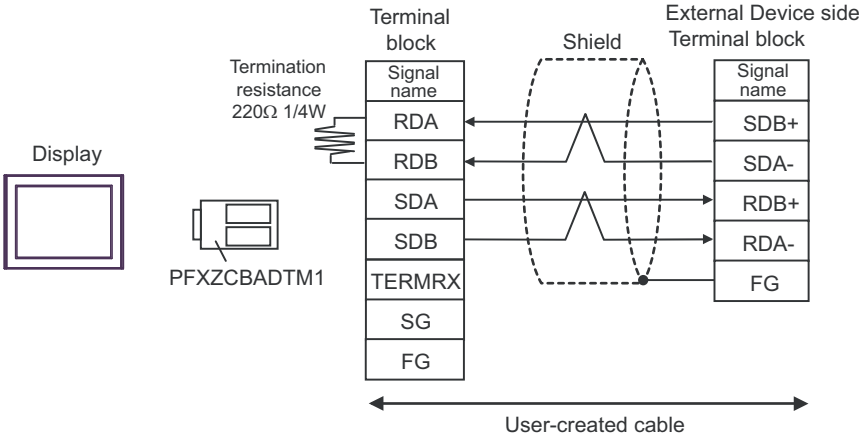 Terminal
block
External Device side
Terminal block
Shield
Termination
resistance
220Ω 1/4W
Display
PFXZCBADTM1
Signal
name
RDA
RDB
SDA
SDB
TERMRX
SG
FG
Signal
name
SDB+
SDA-
RDB+
RDA-
FG
User-created cable